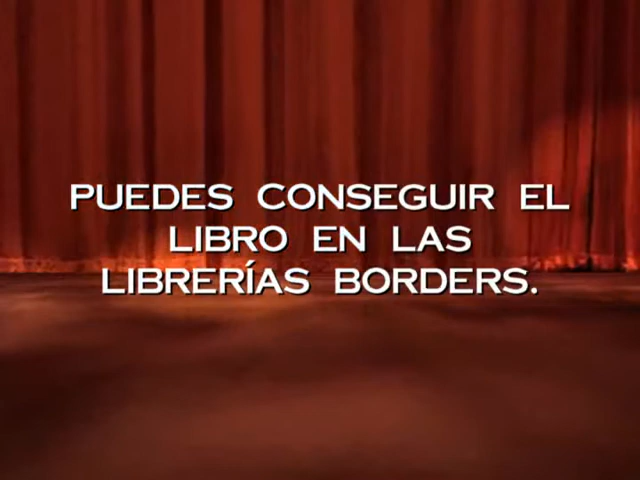 PUEDES CONSEGUIR EL
LIBRO EN LAS
LIBRERÍAS BORDERS.